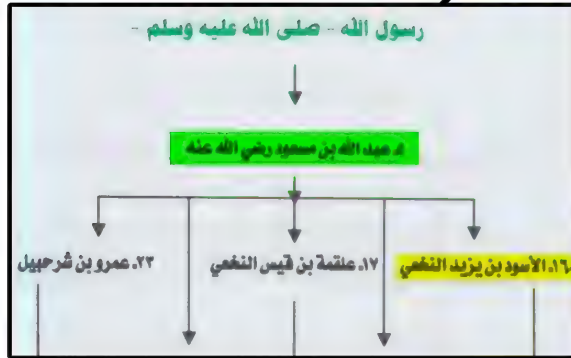 رسول الله - صلى الله عليه وسلم -
عبد الله بن مسعود رضي الله عنه
١٦. الأسود بن يزيد النخعي
١٧. علقمة بن قيس النخعي
٢٣. عمرو بن شرحبيل